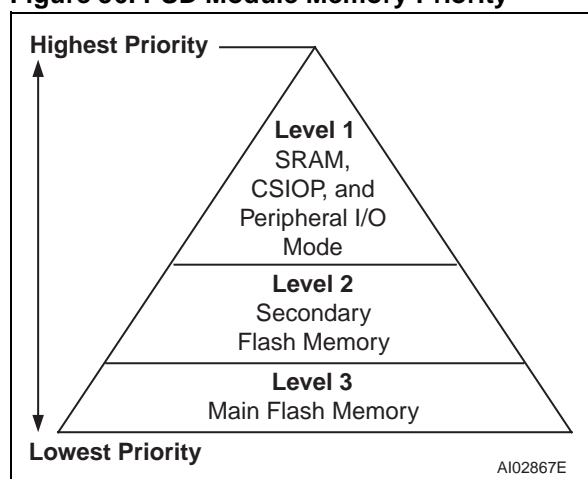 Figure PSD Module Memory Priority
Highest Priority
Level 1
SRAM,
CSIOP, and
Peripheral I/O
Mode
Level 2
Secondary
Flash Memory
Level 3
Main Flash Memory
Lowest Priority
AI02867E